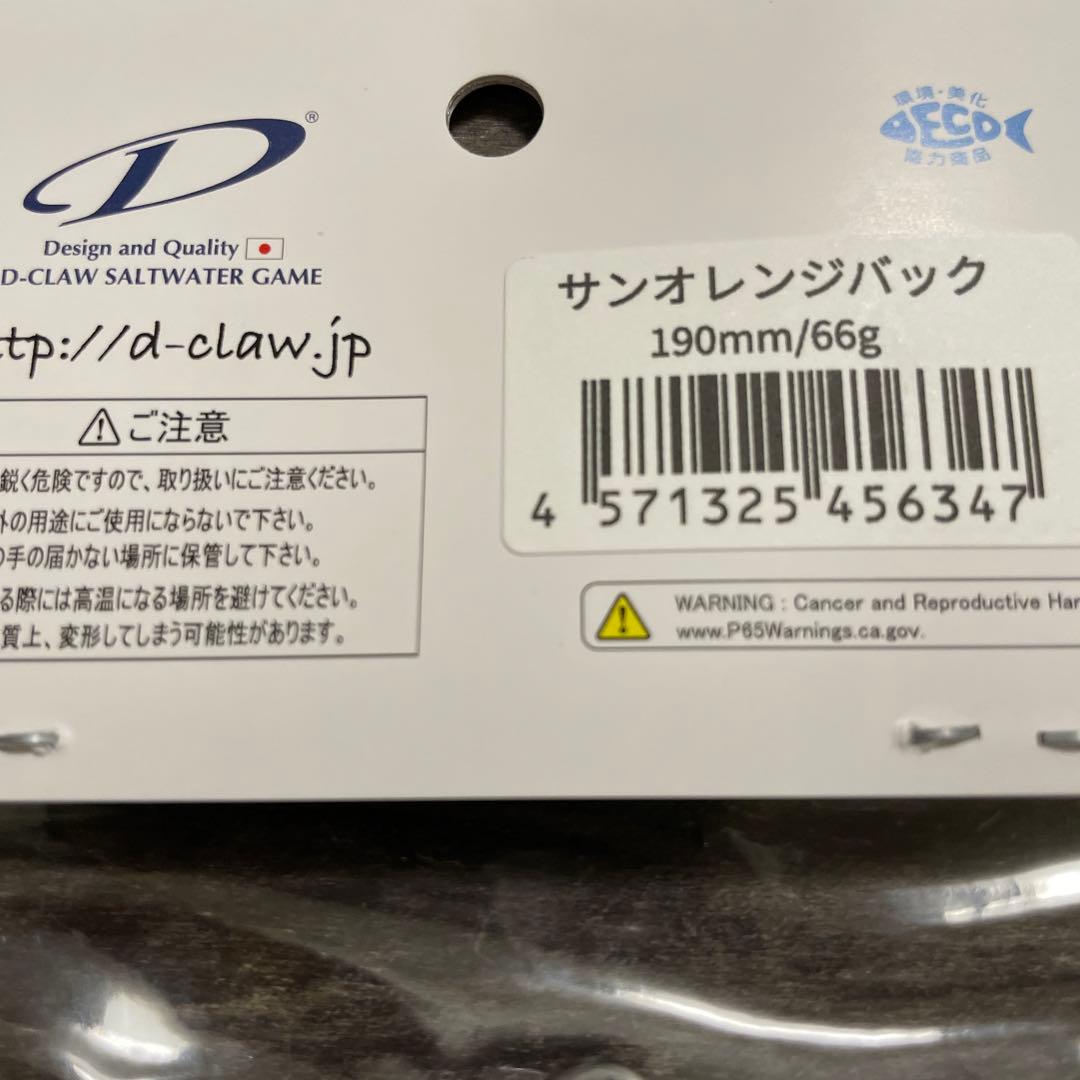 ®
Design and Quality
D-CLAW SALTWATER GAME
ttp://d-claw.jp
ご注意
鋭く危険ですので、取り扱いにご注意ください。
外の用途にご使用にならないで下さい。
の手の届かない場所に保管して下さい。
る際には高温になる場所を避けてください。
質上、変形してしまう可能性があります。
環境・美化
ECO
協力商品
サンオレンジバック
190mm/66g
4 571325 456347
WARNING : Cancer and Reproductive Har
www.P65Warnings.ca.gov.